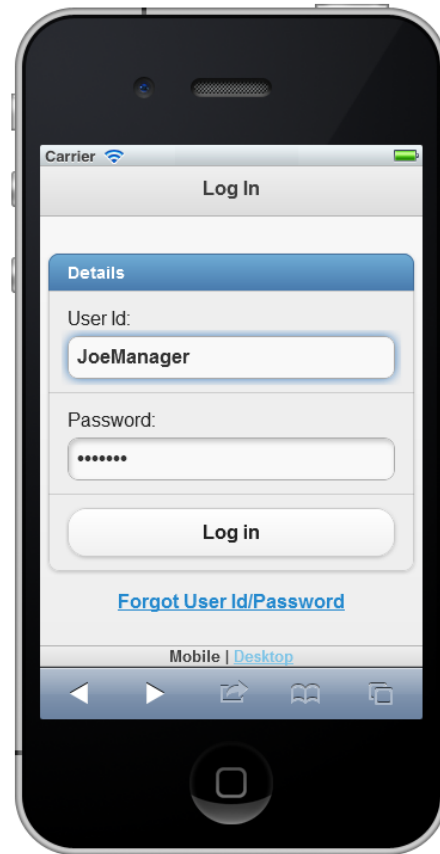 Carrier
Log In
Details
User Id:
JoeManager
Password:
•••••••
Log in
Forgot User Id/Password
Mobile | Desktop